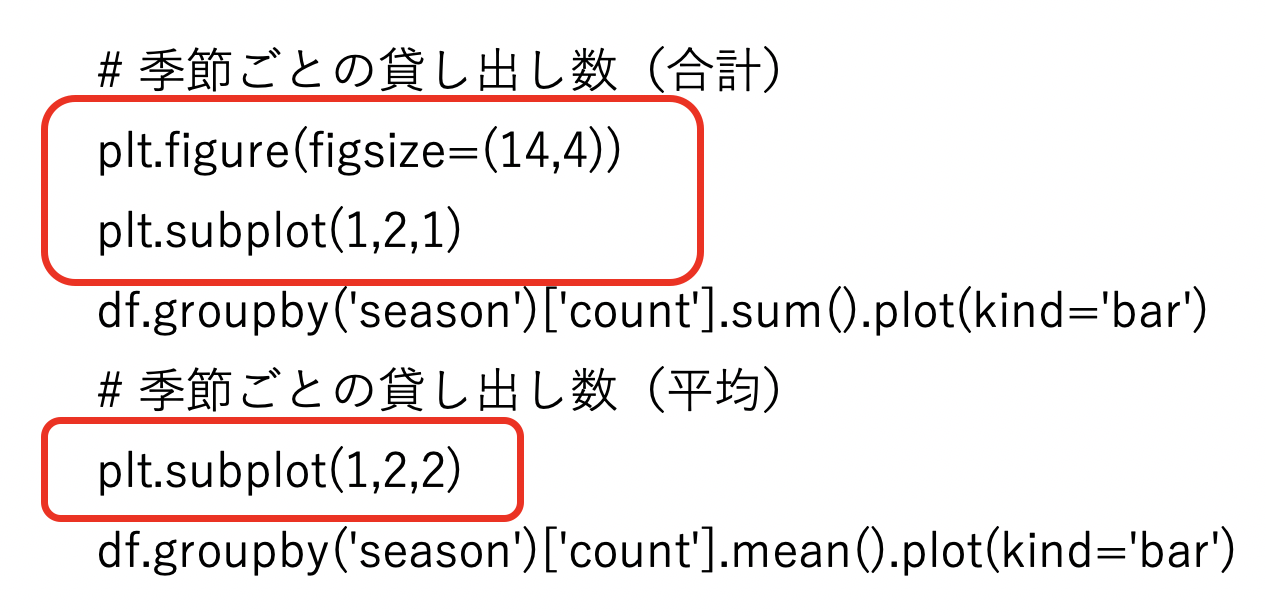 # 季節ごとの貸し出し数（合計）
plt.figure(figsize=(14,4))
plt.subplot(1,2,1)
df.groupby('season')['count'].sum().plot(kind='bar')
# 季節ごとの貸し出し数（平均）
plt.subplot(1,2,2)
df.groupby('season')['count'].mean().plot(kind='bar')